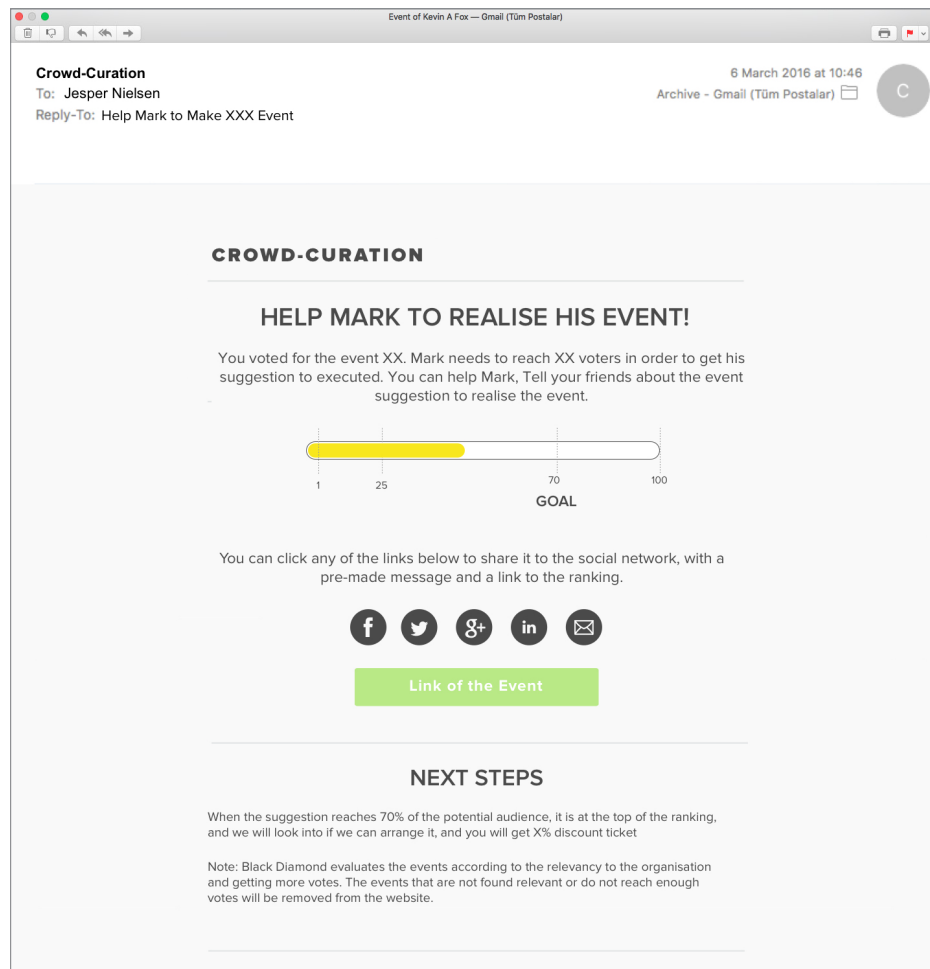 Event of Kevin A Fox — Gmail (Tüm Postalar)
Crowd-Curation
6 March 2016 at 10:46
To: Jesper Nielsen
Archive - Gmail (Tüm Postalar)
C
Reply-To: Help Mark to Make XXX Event
CROWD-CURATION
HELP MARK TO REALISE HIS EVENT!
You voted for the event XX. Mark needs to reach XX voters in order to get his
suggestion to executed. You can help Mark, Tell your friends about the event
suggestion to realise the event.
1 25 70 100
GOAL
You can click any of the links below to share it to the social network, with a
pre-made message and a link to the ranking.
f g+ in
Link of the Event
NEXT STEPS
When the suggestion reaches 70% of the potential audience, it is at the top of the ranking,
and we will look into if we can arrange it, and you will get X% discount ticket
Note: Black Diamond evaluates the events according to the relevancy to the organisation
and getting more votes. The events that are not found relevant or do not reach enough
votes will be removed from the website.